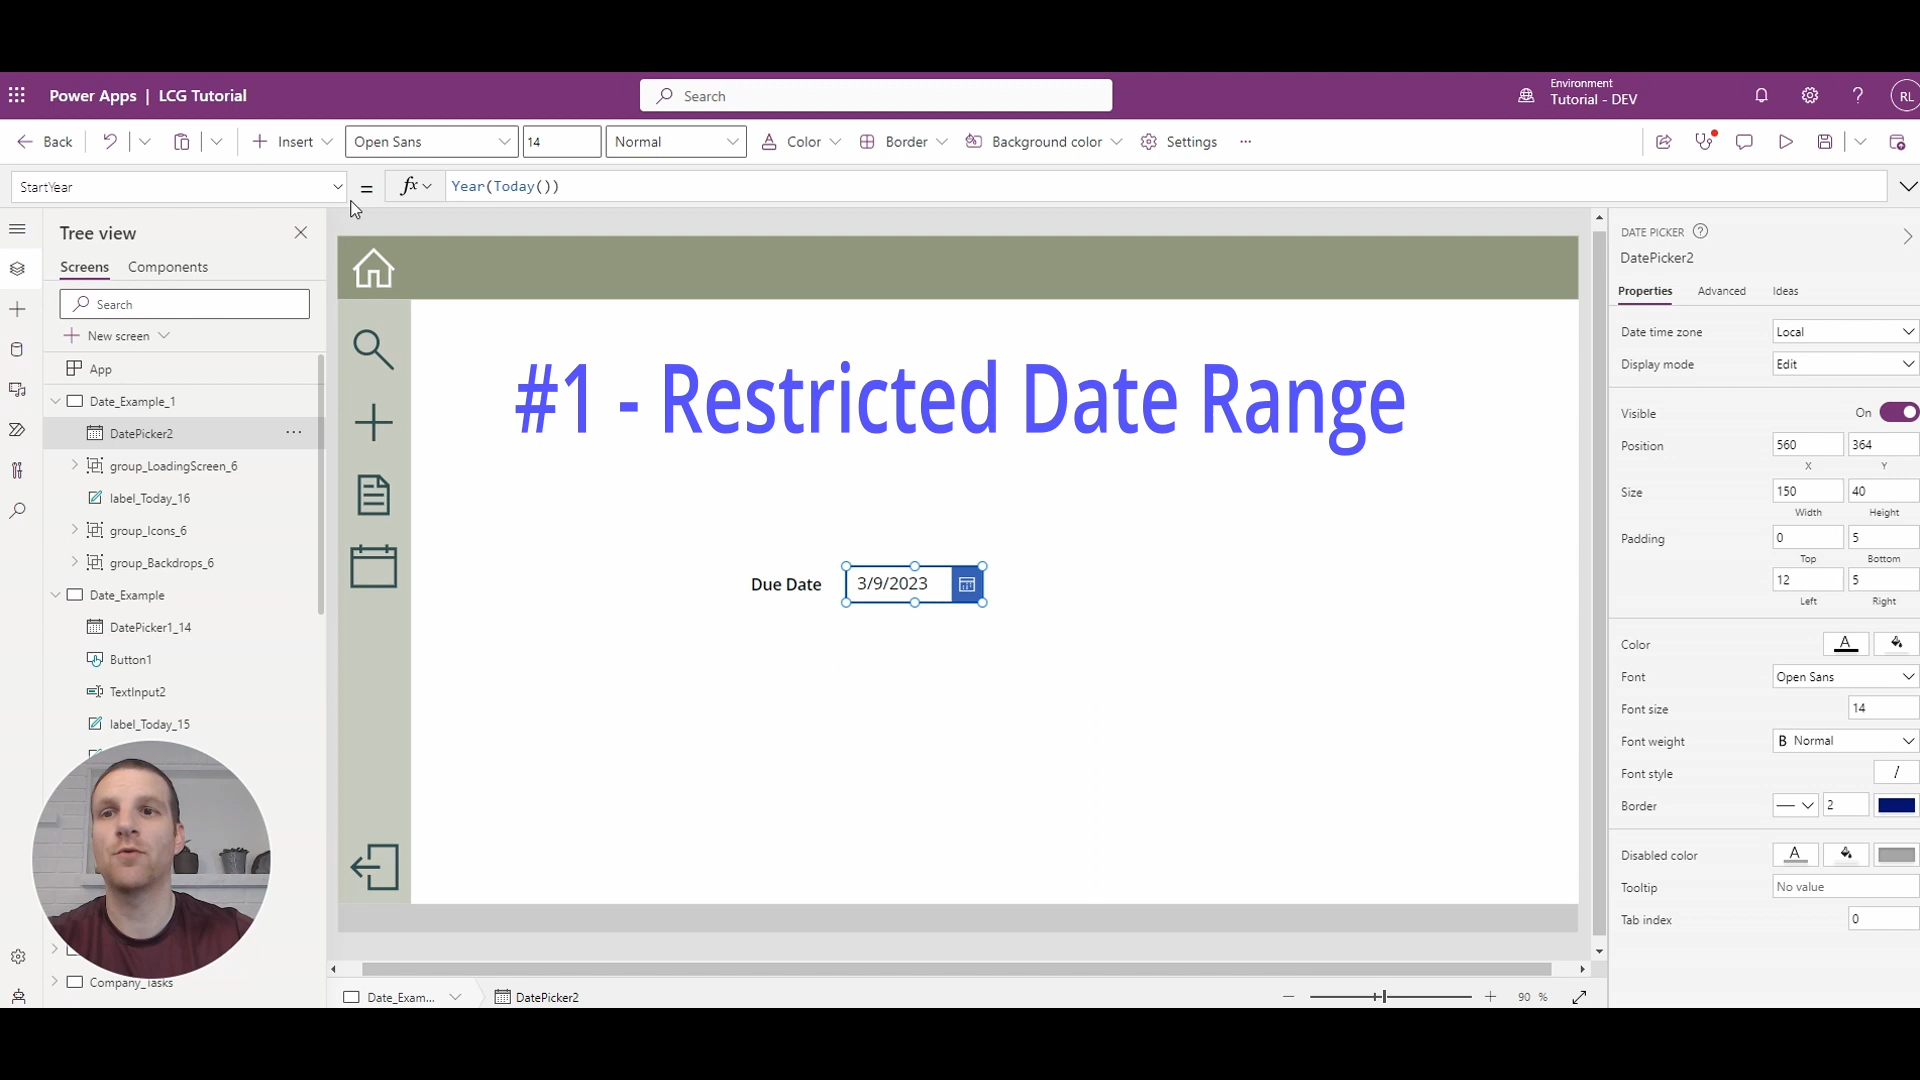 Power Apps | LCG Tutorial
Search
Environment
Tutorial - DEV
RL
Back
Insert
Open Sans
14
Normal
Color
Border
Background color
Settings
StartYear
=
fx
Year(Today())
Tree view
Screens
Components
Search
New screen
App
Date_Example_1
DatePicker2
group_LoadingScreen_6
label_Today_16
group_Icons_6
group_Backdrops_6
Date_Example
DatePicker1_14
Button1
TextInput2
label_Today_15
Company_Tasks
#1 - Restricted Date Range
Due Date
3/9/2023
Date_Exam...
DatePicker2
90 %
DATE PICKER
DatePicker2
Properties
Advanced
Ideas
Date time zone
Local
Display mode
Edit
Visible
On
Position
560
364
X
Y
Size
150
40
Width
Height
Padding
0
5
Top
Bottom
12
5
Left
Right
Color
Font
Open Sans
Font size
14
Font weight
B Normal
Font style
/
Border
2
Disabled color
Tooltip
No value
Tab index
0